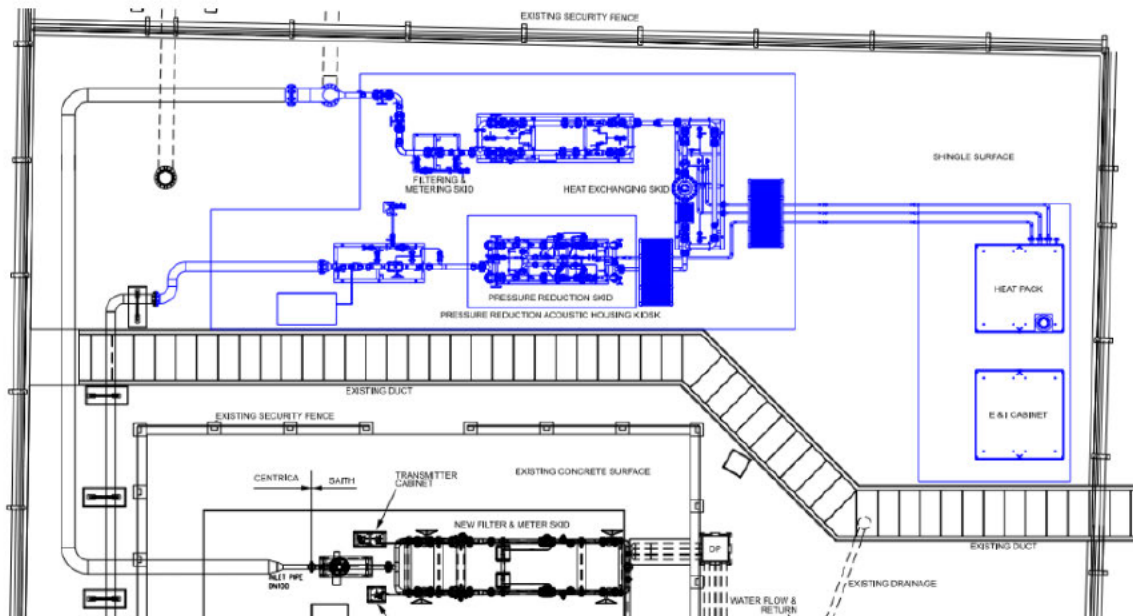 EXISTING SECURITY FENCE
SHINGLE SURFACE
FILTERING &
METERING SKID
HEAT EXCHANGING SKID
HEAT PACK
PRESSURE REDUCTION SKID
PRESSURE REDUCTION ACOUSTIC HOUSING KIOSK
EXISTING DUCT
E & I CABINET
EXISTING SECURITY FENCE
EXISTING CONCRETE SURFACE
CENTRICA
SAITH
TRANSMITTER
CABINET
NEW FILTER & METER SKID
DP
EXISTING DUCT
INLET PIPE
DN100
EXISTING DRAINAGE
WATER FLOW &
RETURN